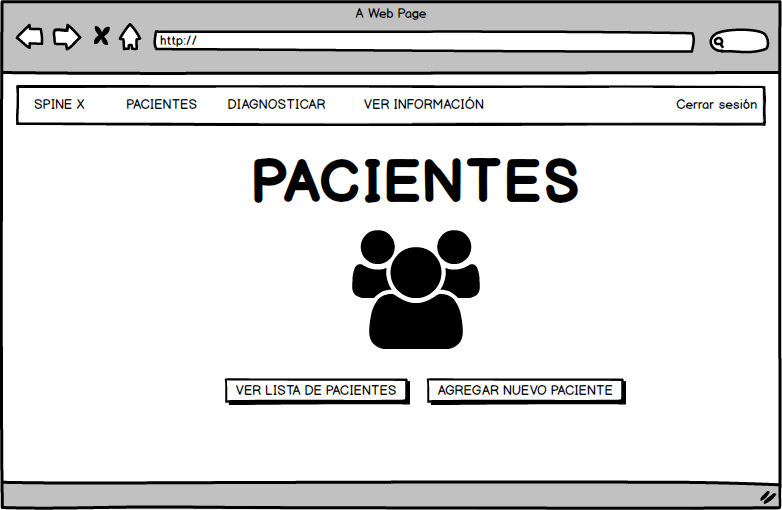 A Web Page
http://
SPINE X PACIENTES DIAGNOSTICAR VER INFORMACIÓN Cerrar sesión
PACIENTES
VER LISTA DE PACIENTES AGREGAR NUEVO PACIENTE